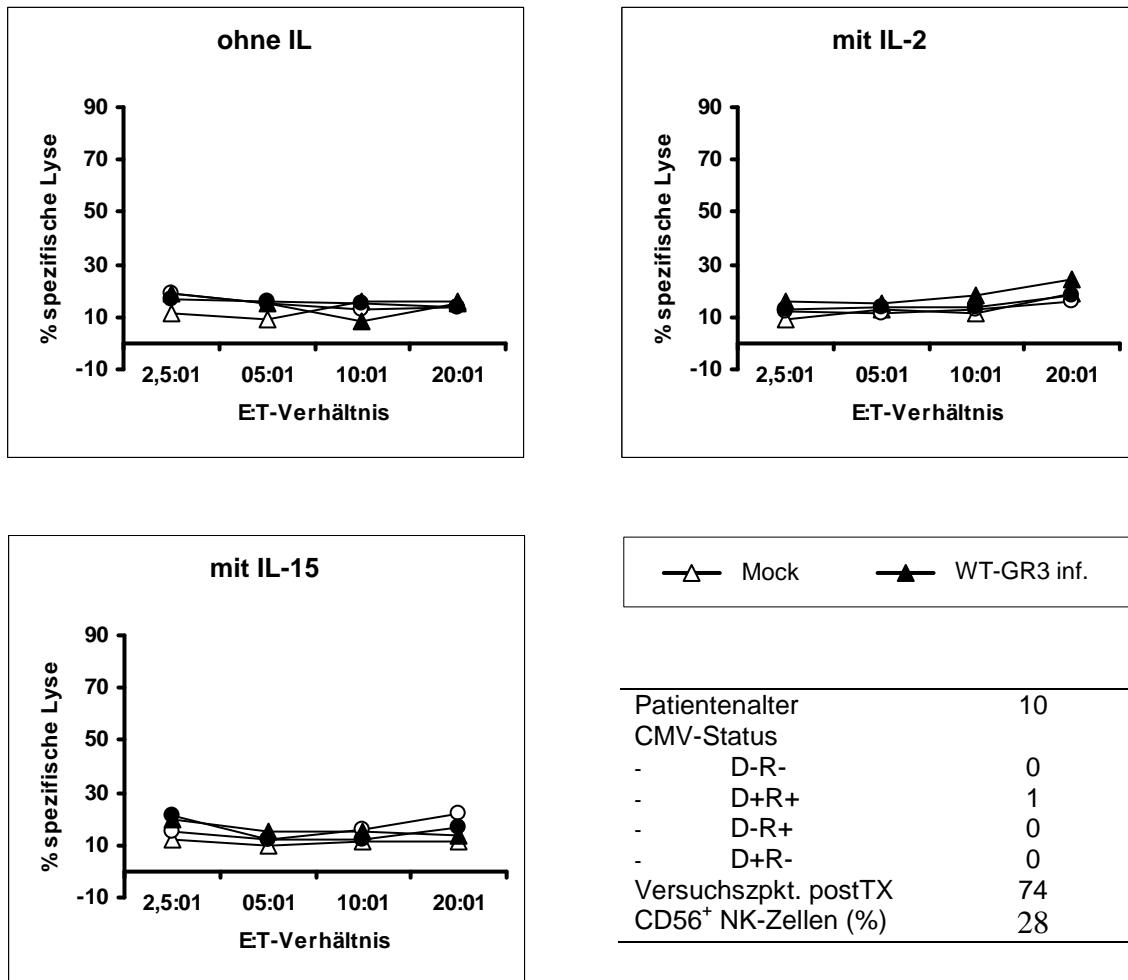 ohne IL
% spezifische Lyse
90
70
50
30
10
-10
2,5:01 05:01 10:01 20:01
E:T-Verhältnis
mit IL-2
% spezifische Lyse
90
70
50
30
10
-10
2,5:01 05:01 10:01 20:01
E:T-Verhältnis
mit IL-15
% spezifische Lyse
90
70
50
30
10
-10
2,5:01 05:01 10:01 20:01
E:T-Verhältnis
Mock WT-GR3 inf.
Patientenalter 10
CMV-Status
- D-R- 0
- D+R+ 1
- D-R+ 0
- D+R- 0
Versuchszpkt. postTX 74
CD56+ NK-Zellen (%) 28